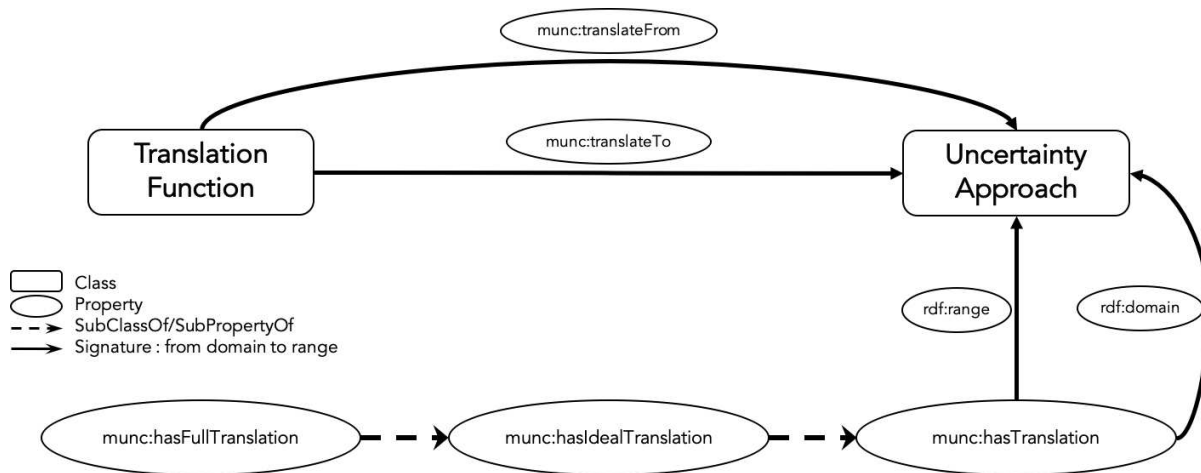 munc:translateFrom
munc:translateTo
Translation
Function
Uncertainty
Approach
Class
Property
SubClassOf/SubPropertyOf
Signature : from domain to range
rdf:range
rdf:domain
munc:hasFullTranslation
munc:hasIdealTranslation
munc:hasTranslation